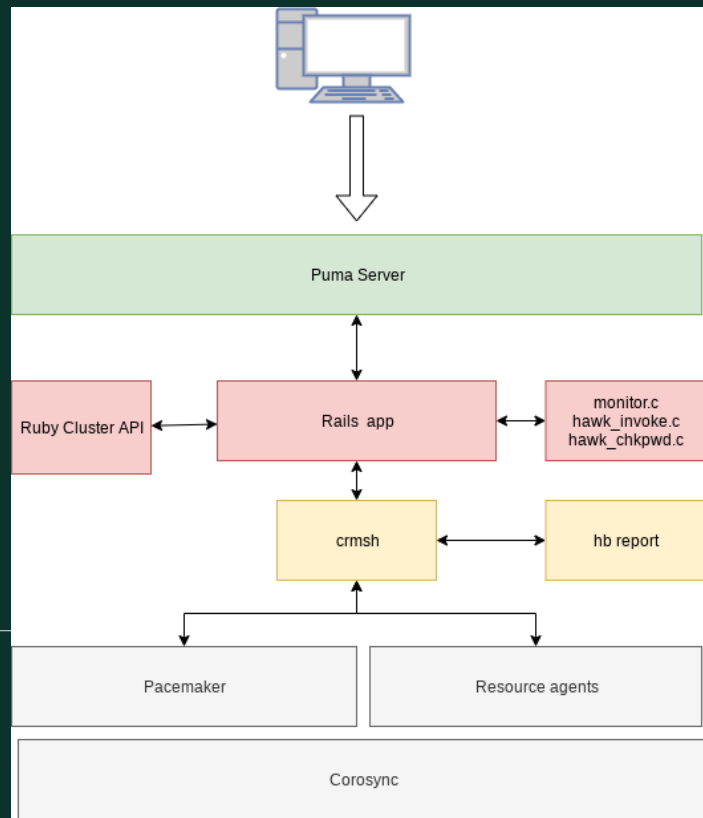 Puma Server
Ruby Cluster API
Rails app
monitor.c
hawk_invoke.c
hawk_chkpwd.c
crmsh
hb report
Pacemaker
Resource agents
Corosync